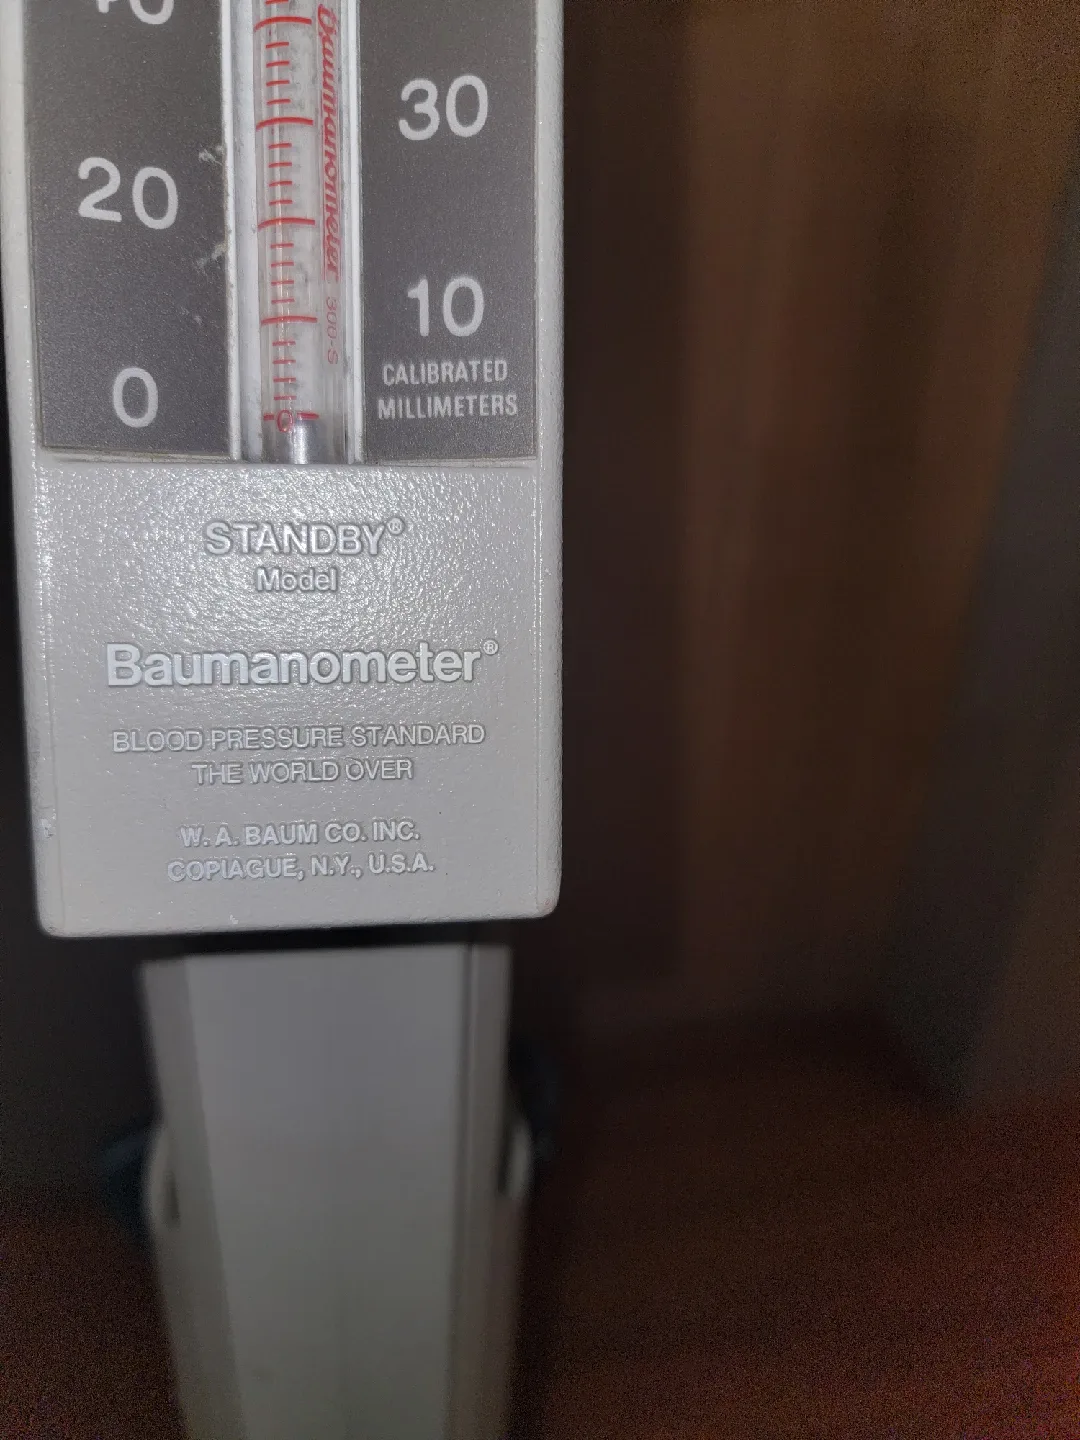 30
20
10
0
0
CALIBRATED
MILLIMETERS
Baumanometer 300-S
STANDBY®
Model
Baumanometer®
BLOOD PRESSURE STANDARD
THE WORLD OVER
W. A. BAUM CO. INC.
COPIAGUE, N.Y., U.S.A.